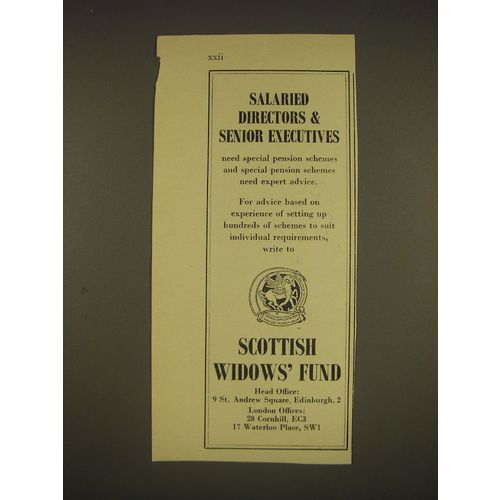 xxii
SALARIED
DIRECTORS &
SENIOR EXECUTIVES
need special pension schemes
and special pension schemes
need expert advice.
For advice based on
experience of setting up
hundreds of schemes to suit
individual requirements,
write to
SCOTTISH
WIDOWS' FUND
Head Office:
9 St. Andrew Square, Edinburgh, 2
London Offices:
28 Cornhill, EC3
17 Waterloo Place, SW1